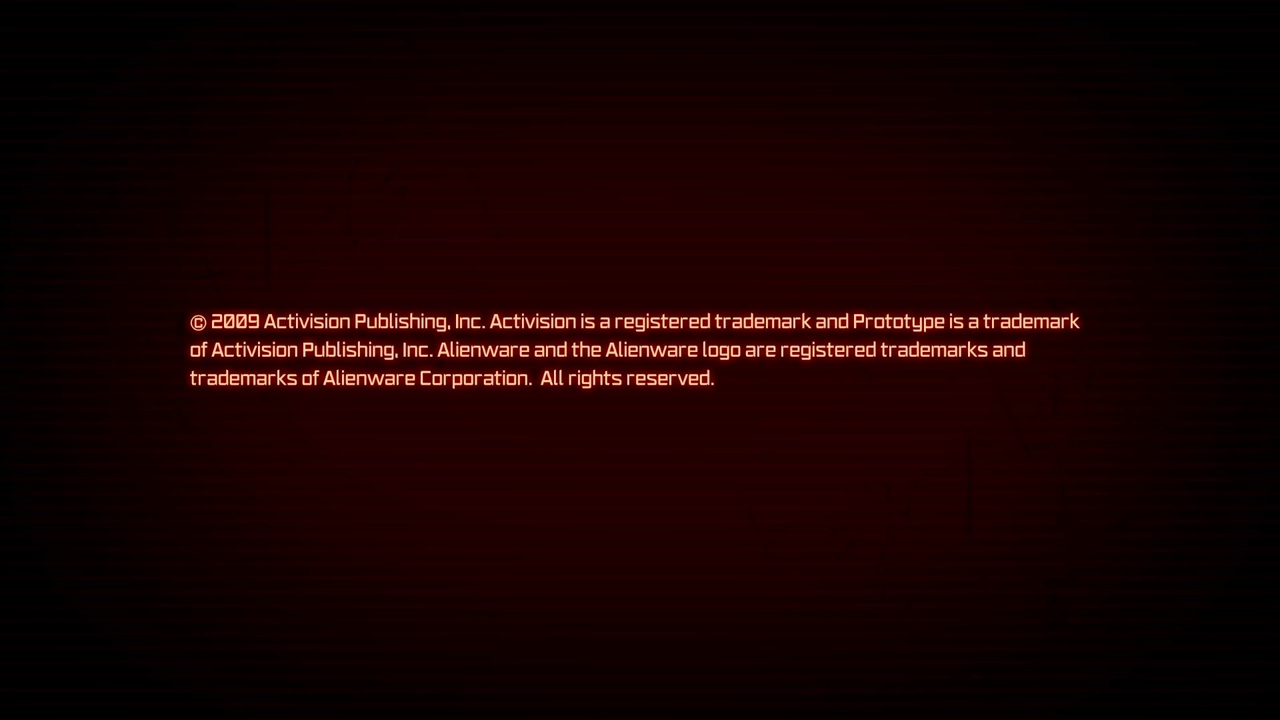 © 2009 Activision Publishing, Inc. Activision is a registered trademark and Prototype is a trademark
of Activision Publishing, Inc. Alienware and the Alienware logo are registered trademarks and
trademarks of Alienware Corporation.  All rights reserved.